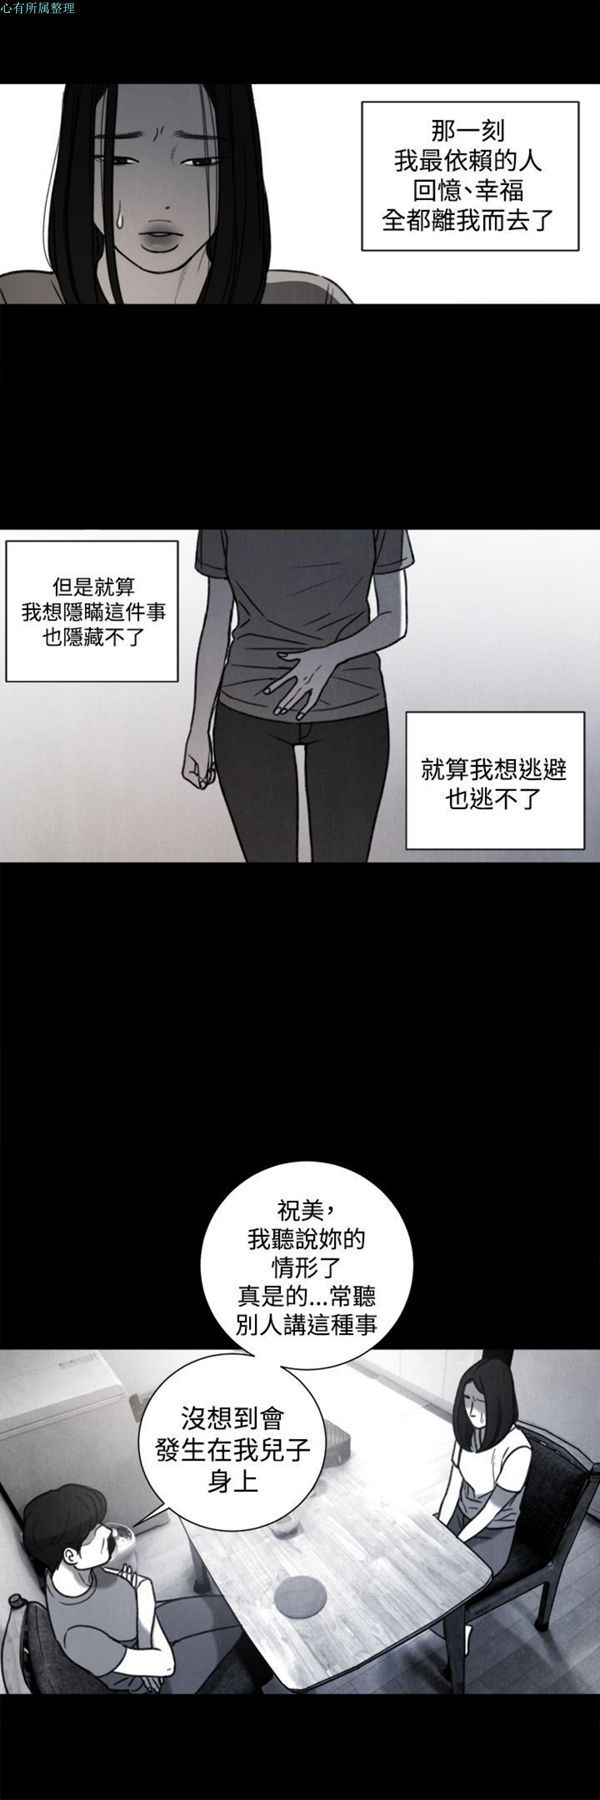 心有所属整理
那一刻
我最依賴的人
回憶、幸福
全都離我而去了
但是就算
我想隱瞞這件事
也隱藏不了
就算我想逃避
也逃不了
祝美，
我聽說妳的
情形了
真是的...常聽
別人講這種事
沒想到會
發生在我兒子
身上